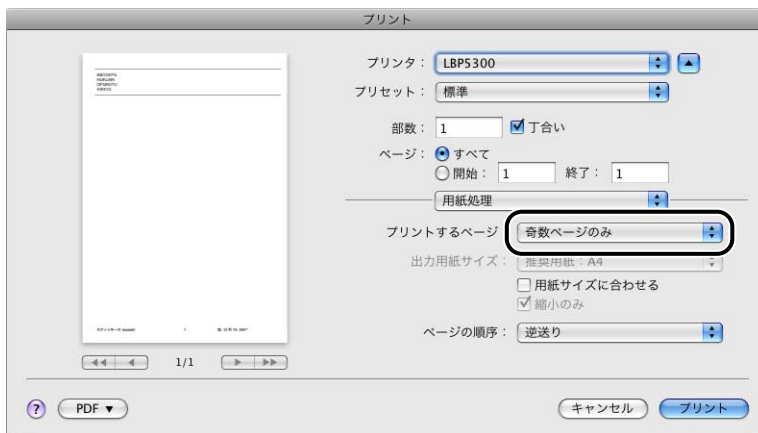 プリント
プリンタ： LBP5300
プリセット： 標準
部数： 1 丁合い
ページ： すべて
開始： 1 終了： 1
用紙処理
プリントするページ： 奇数ページのみ
出力用紙サイズ： 推奨用紙：A4
用紙サイズに合わせる
縮小のみ
ページの順序： 逆送り
1/1
? PDF ▼ キャンセル プリント